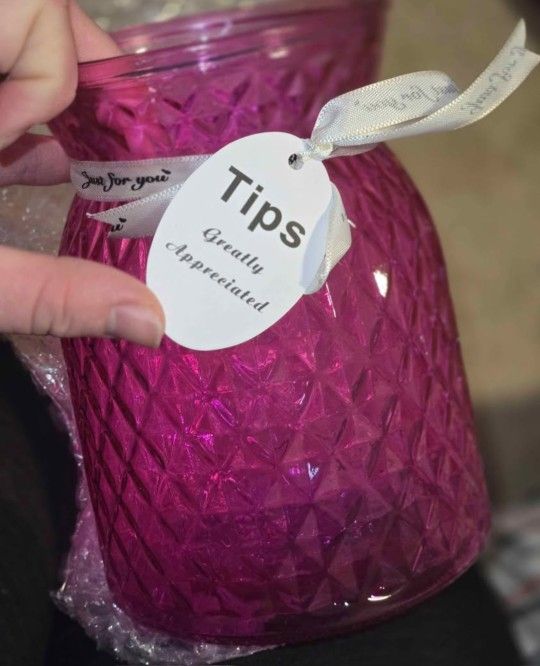 Just for you
Tips
Greatly
Appreciated